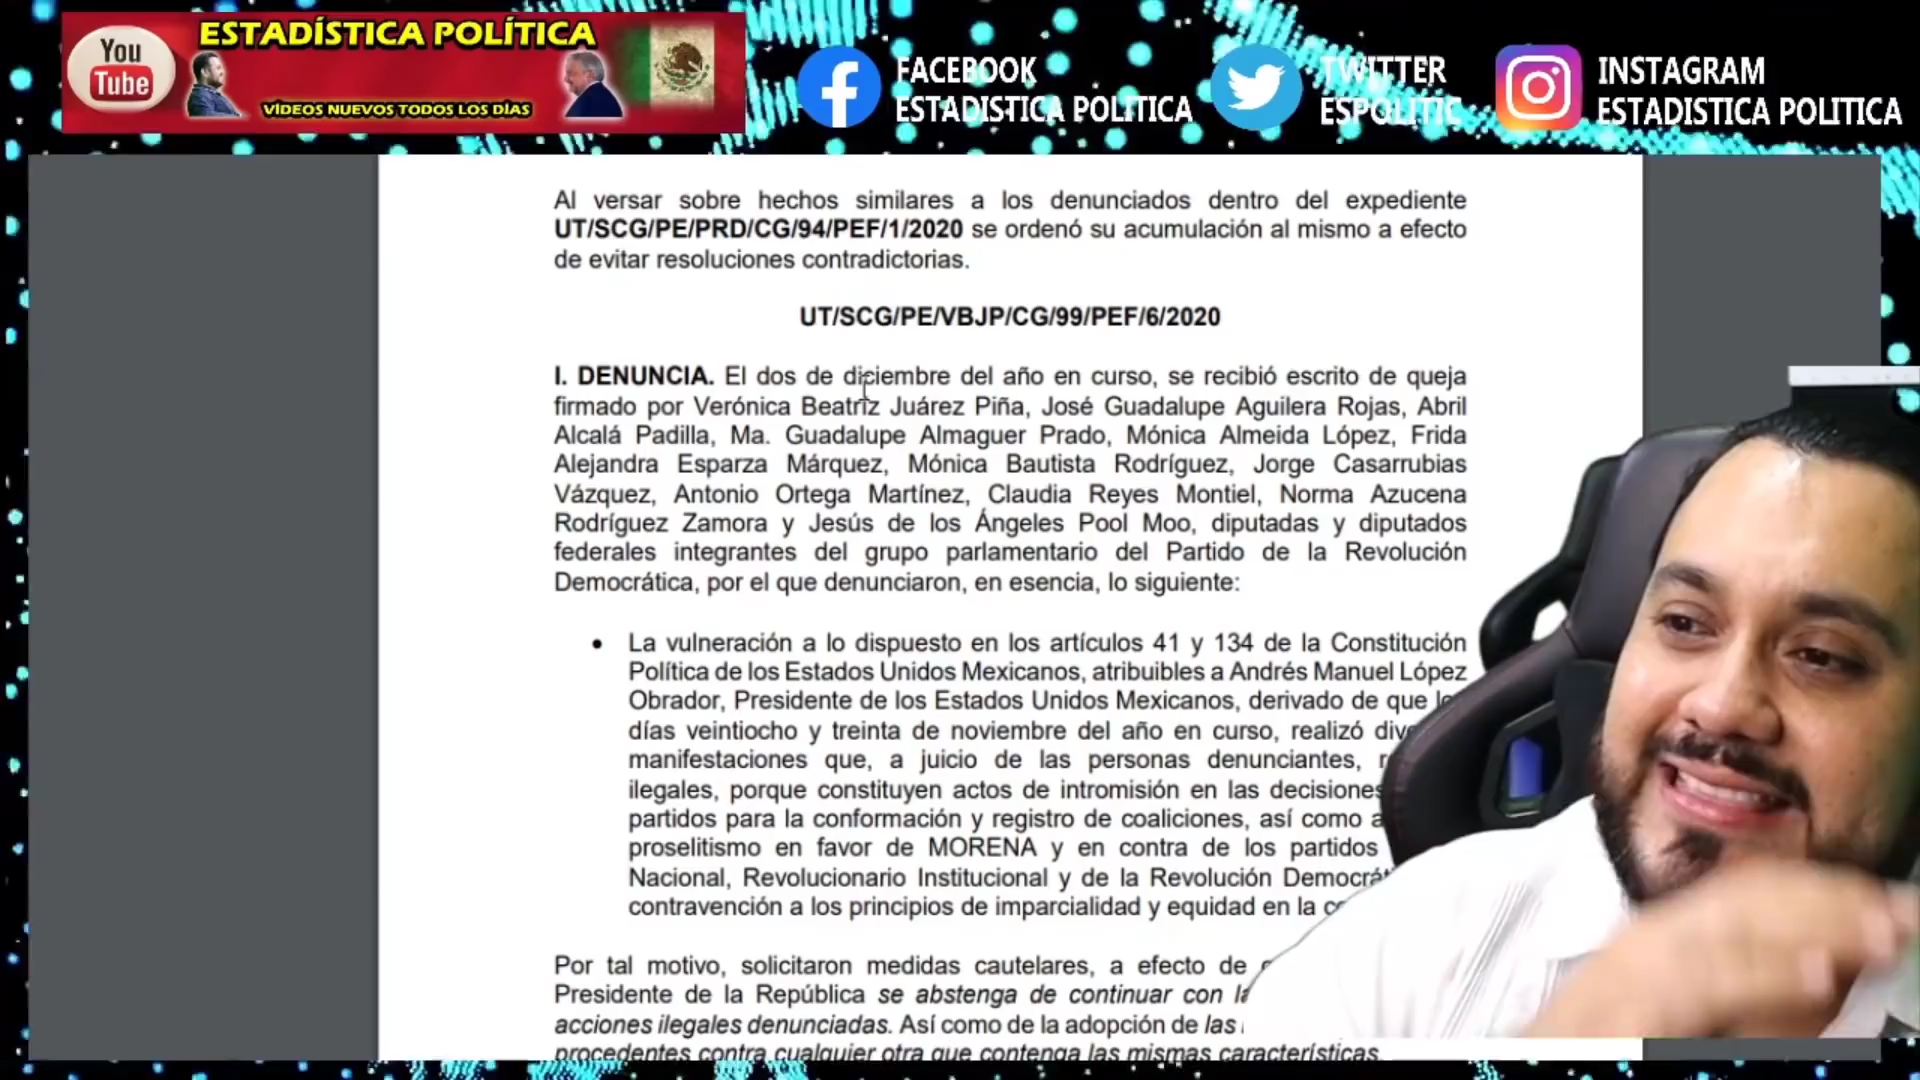 You
Tube
ESTADÍSTICA POLÍTICA
VÍDEOS NUEVOS TODOS LOS DÍAS
FACEBOOK
ESTADISTICA POLITICA
TWITTER
ESPOLITIC
INSTAGRAM
ESTADISTICA POLITICA
Al versar sobre hechos similares a los denunciados dentro del expediente
UT/SCG/PE/PRD/CG/94/PEF/1/2020 se ordenó su acumulación al mismo a efecto
de evitar resoluciones contradictorias.
UT/SCG/PE/VBJP/CG/99/PEF/6/2020
I. DENUNCIA. El dos de diciembre del año en curso, se recibió escrito de queja
firmado por Verónica Beatriz Juárez Piña, José Guadalupe Aguilera Rojas, Abril
Alcalá Padilla, Ma. Guadalupe Almaguer Prado, Mónica Almeida López, Frida
Alejandra Esparza Márquez, Mónica Bautista Rodríguez, Jorge Casarrubias
Vázquez, Antonio Ortega Martínez, Claudia Reyes Montiel, Norma Azucena
Rodríguez Zamora y Jesús de los Ángeles Pool Moo, diputadas y diputados
federales integrantes del grupo parlamentario del Partido de la Revolución
Democrática, por el que denunciaron, en esencia, lo siguiente:
• La vulneración a lo dispuesto en los artículos 41 y 134 de la Constitución
Política de los Estados Unidos Mexicanos, atribuibles a Andrés Manuel López
Obrador, Presidente de los Estados Unidos Mexicanos, derivado de que
días veintiocho y treinta de noviembre del año en curso, realizó
manifestaciones que, a juicio de las personas denunciantes,
ilegales, porque constituyen actos de intromisión en las decisiones
partidos para la conformación y registro de coaliciones, así como
proselitismo en favor de MORENA y en contra de los partidos
Nacional, Revolucionario Institucional y de la Revolución
contravención a los principios de imparcialidad y equidad en la
Por tal motivo, solicitaron medidas cautelares, a efecto de
Presidente de la República se abstenga de continuar con
acciones ilegales denunciadas. Así como de la adopción de las
procedentes contra cualquier otra que contenga las mismas características.